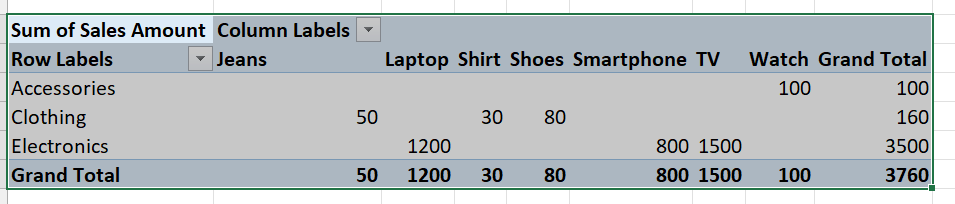 Sum of Sales Amount Column Labels
Row Labels Jeans Laptop Shirt Shoes Smartphone TV Watch Grand Total
Accessories 100 100
Clothing 50 30 80 160
Electronics 1200 800 1500 3500
Grand Total 50 1200 30 80 800 1500 100 3760